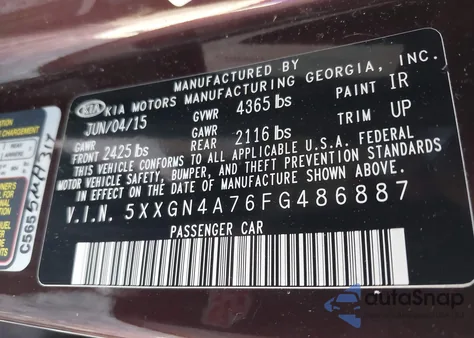 MANUFACTURED BY
KIA KIA MOTORS MANUFACTURING GEORGIA, INC.
JUN/04/15 GVWR 4365 lbs PAINT IR
GAWR FRONT 2425 lbs GAWR REAR 2116 lbs TRIM UP
THIS VEHICLE CONFORMS TO ALL APPLICABLE U.S.A. FEDERAL
MOTOR VEHICLE SAFETY, BUMPER, AND THEFT PREVENTION STANDARDS
IN EFFECT ON THE DATE OF MANUFACTURE SHOWN ABOVE.
V.I.N. 5XXGN4A76FG486887
PASSENGER CAR
CHARGEMENT
autoSnap